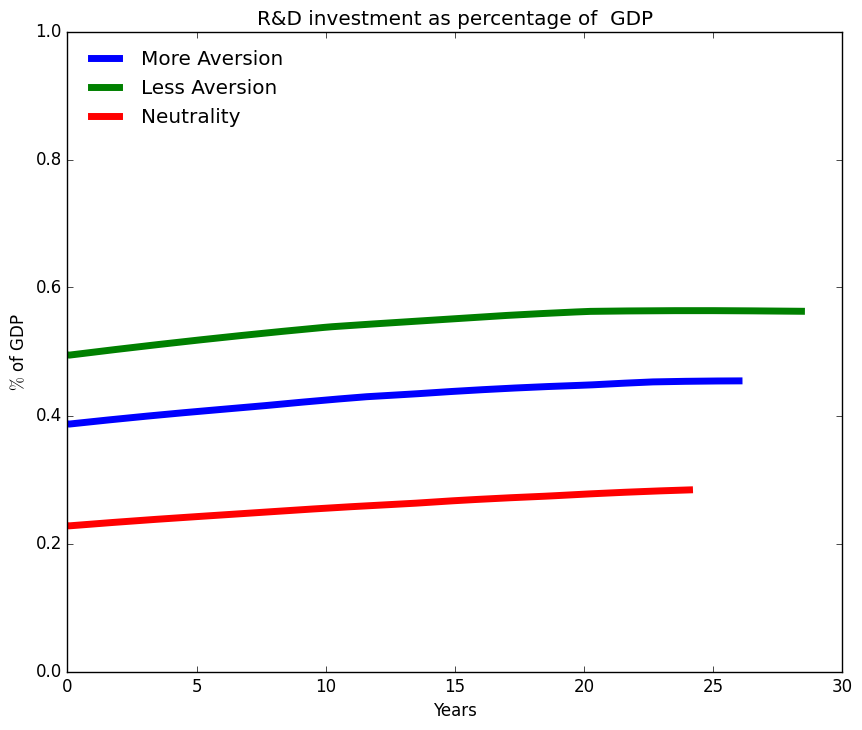 R&D investment as percentage of  GDP
1.0
0.8
0.6
0.4
0.2
0.0
% of GDP
More Aversion
Less Aversion
Neutrality
0 5 10 15 20 25 30
Years